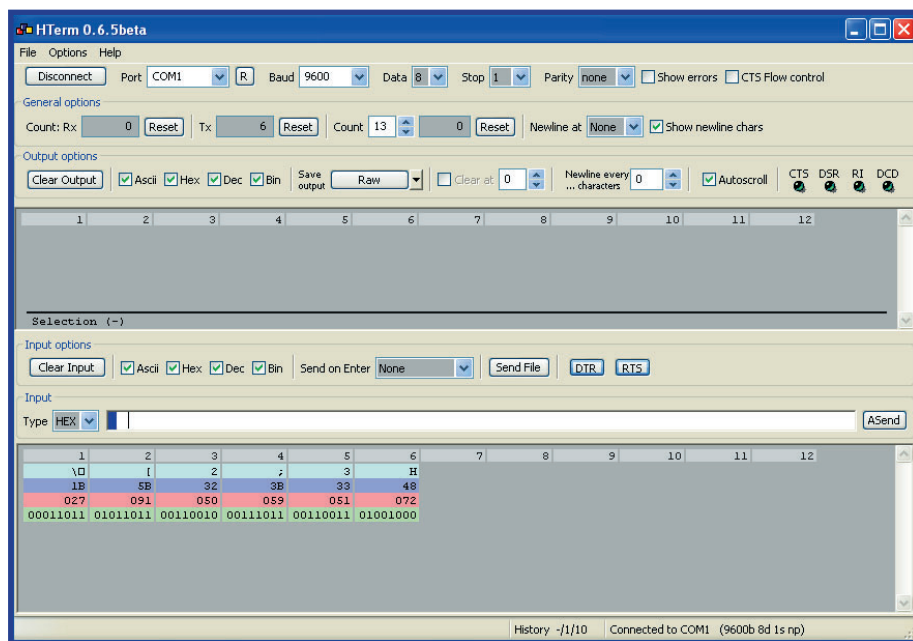 HTerm 0.6.5beta
File Options Help
Disconnect Port COM1 R Baud 9600 Data 8 Stop 1 Parity none Show errors CTS Flow control
General options
Count: Rx 0 Reset Tx 6 Reset Count 13 0 Reset Newline at None Show newline chars
Output options
Clear Output Ascii Hex Dec Bin Save output Raw Clear at 0 Newline every ... characters 0 Autoscroll CTS DSR RI DCD
1 2 3 4 5 6 7 8 9 10 11 12
Selection (-)
Input options
Clear Input Ascii Hex Dec Bin Send on Enter None Send File DTR RTS
Input
Type HEX ASend
1 2 3 4 5 6 7 8 9 10 11 12
\□ [ 2 ; 3 H
1B 5B 32 3B 33 48
027 091 050 059 051 072
00011011 01011011 00110010 00111011 00110011 01001000
History -/1/10 Connected to COM1 (9600b 8d 1s np)